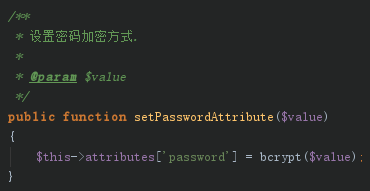 /**
 * 设置密码加密方式.
 *
 * @param $value
 */
public function setPasswordAttribute($value)
{
    $this->attributes['password'] = bcrypt($value);
}